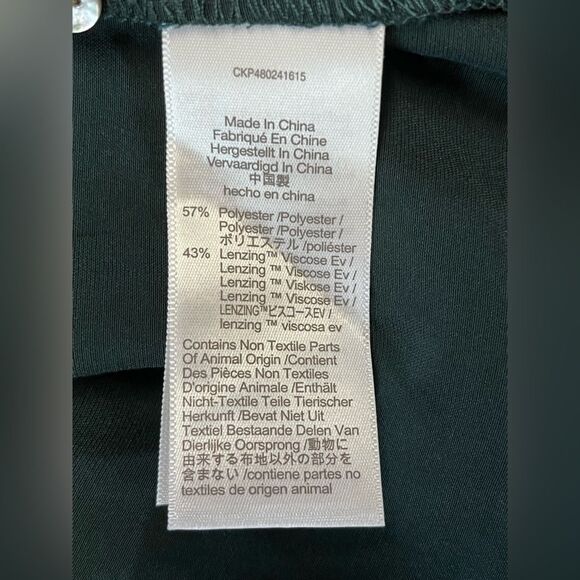 CKP480241615
Made In China
Fabriqué En Chine
Hergestellt In China
Vervaardigd In China
中国製
hecho en china
57% Polyester /Polyester /
Polyester /Polyester /
ポリエステル /poliéster
43% Lenzing™ Viscose Ev /
Lenzing ™ Viscose Ev /
Lenzing ™ Viskose Ev /
Lenzing ™ Viscose Ev /
LENZING™ビスコースEV /
lenzing ™ viscosa ev
Contains Non Textile Parts
Of Animal Origin /Contient
Des Pièces Non Textiles
D'origine Animale /Enthält
Nicht-Textile Teile Tierischer
Herkunft /Bevat Niet Uit
Textiel Bestaande Delen Van
Dierlijke Oorsprong /動物に
由来する布地以外の部分を
含まない /contiene partes no
textiles de origen animal